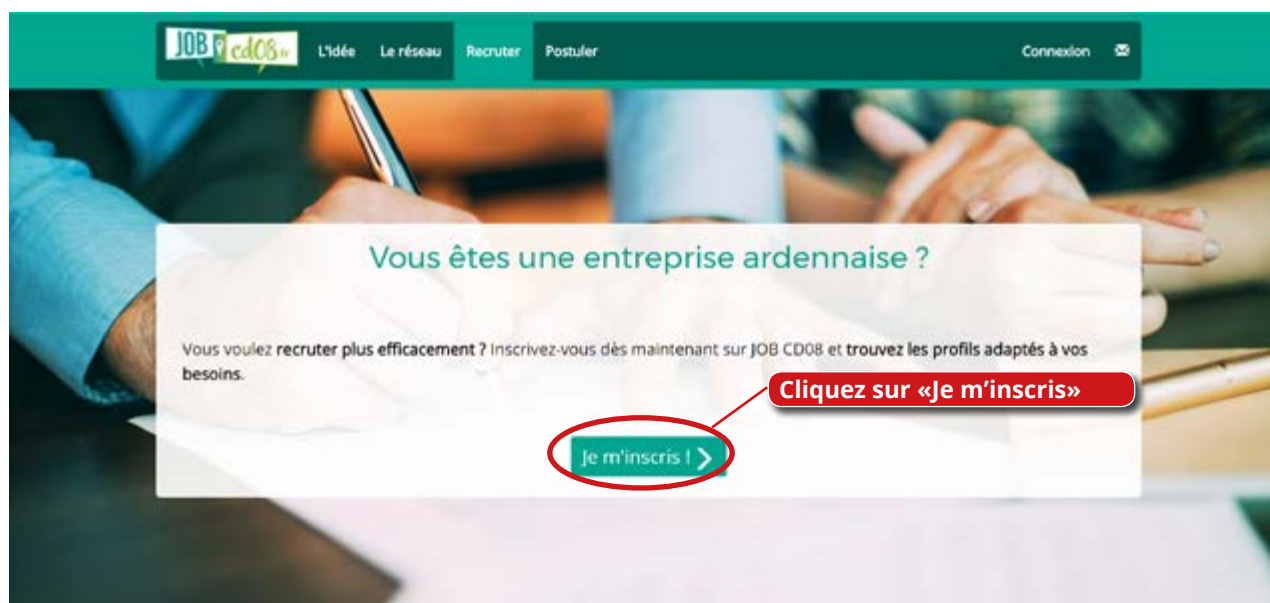 JOB cd08.fr
L'idée Le réseau Recruter Postuler Connexion
Vous êtes une entreprise ardennaise ?
Vous voulez recruter plus efficacement ? Inscrivez-vous dès maintenant sur JOB CD08 et trouvez les profils adaptés à vos
besoins.
Cliquez sur «Je m'inscris»
Je m'inscris !